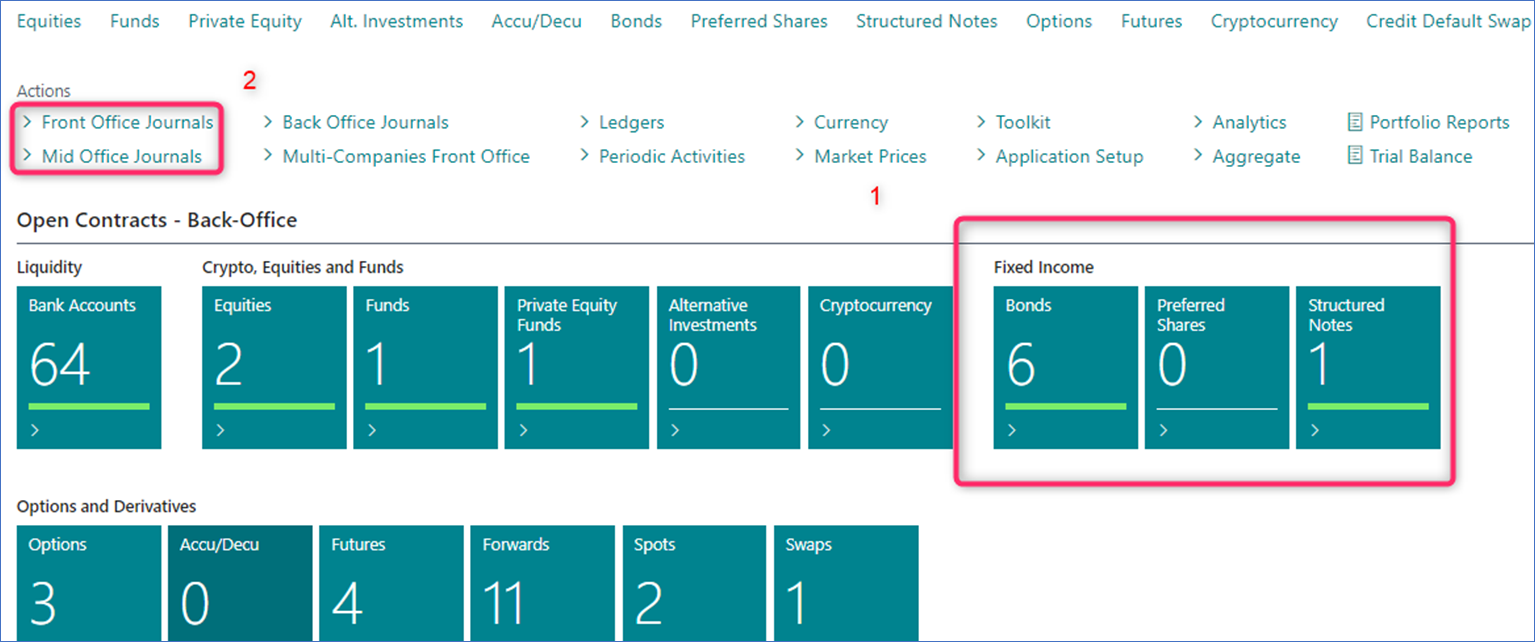 Equities Funds Private Equity Alt. Investments Accu/Decu Bonds Preferred Shares Structured Notes Options Futures Cryptocurrency Credit Default Swap
2
Actions
Front Office Journals Back Office Journals Ledgers Currency Toolkit Analytics Portfolio Reports
Mid Office Journals Multi-Companies Front Office Periodic Activities Market Prices Application Setup Aggregate Trial Balance
1
Open Contracts - Back-Office
Liquidity Crypto, Equities and Funds Fixed Income
Bank Accounts
64
Equities
2
Funds
1
Private Equity
Funds
1
Alternative
Investments
0
Cryptocurrency
0
Bonds
6
Preferred
Shares
0
Structured
Notes
1
Options and Derivatives
Options
3
Accu/Decu
0
Futures
4
Forwards
11
Spots
2
Swaps
1